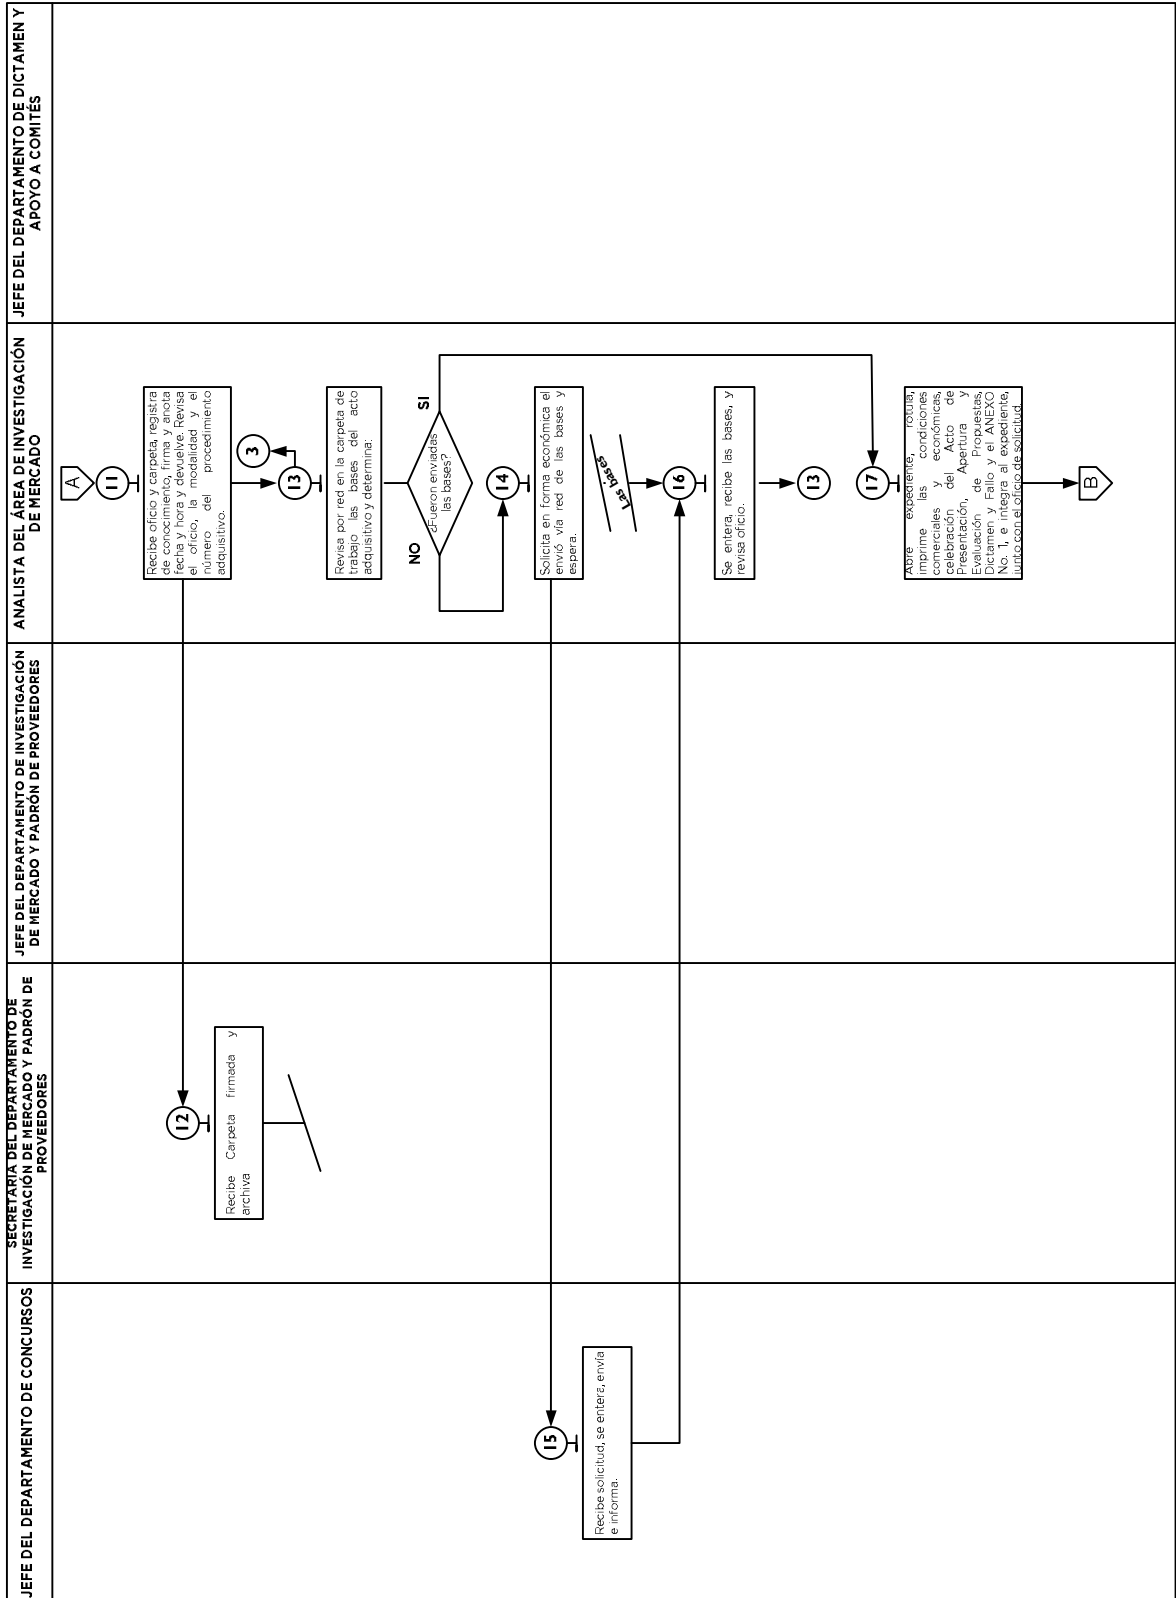 JEFE DEL DEPARTAMENTO DE CONCURSOS
SECRETARIA DEL DEPARTAMENTO DE
INVESTIGACIÓN DE MERCADO Y PADRÓN DE
PROVEEDORES
JEFE DEL DEPARTAMENTO DE INVESTIGACIÓN
DE MERCADO Y PADRÓN DE PROVEEDORES
ANALISTA DEL ÁREA DE INVESTIGACIÓN
DE MERCADO
JEFE DEL DEPARTAMENTO DE DICTAMEN Y
APOYO A COMITÉS
A
11
Recibe oficio y carpeta, registra
de conocimiento, firma y anota
fecha y hora y devuelve. Revisa
el oficio, la modalidad y el
número del procedimiento
adquisitivo.
12
Recibe Carpeta firmada y
archiva
3
13
Revisa por red en la carpeta de
trabajo las bases del acto
adquisitivo y determina:
¿Fueron enviadas
las bases?
NO
SI
14
Solicita en forma económica el
envió vía red de las bases y
espera.
15
Recibe solicitud, se entera, envía
e informa.
Las bases
16
Se entera, recibe las bases, y
revisa oficio.
13
17
Abre expediente, rotula,
imprime las condiciones
comerciales y económicas,
celebración del Acto de
Presentación, Apertura y
Evaluación de Propuestas,
Dictamen y Fallo y el ANEXO
No. 1, e integra al expediente,
junto con el oficio de solicitud
B